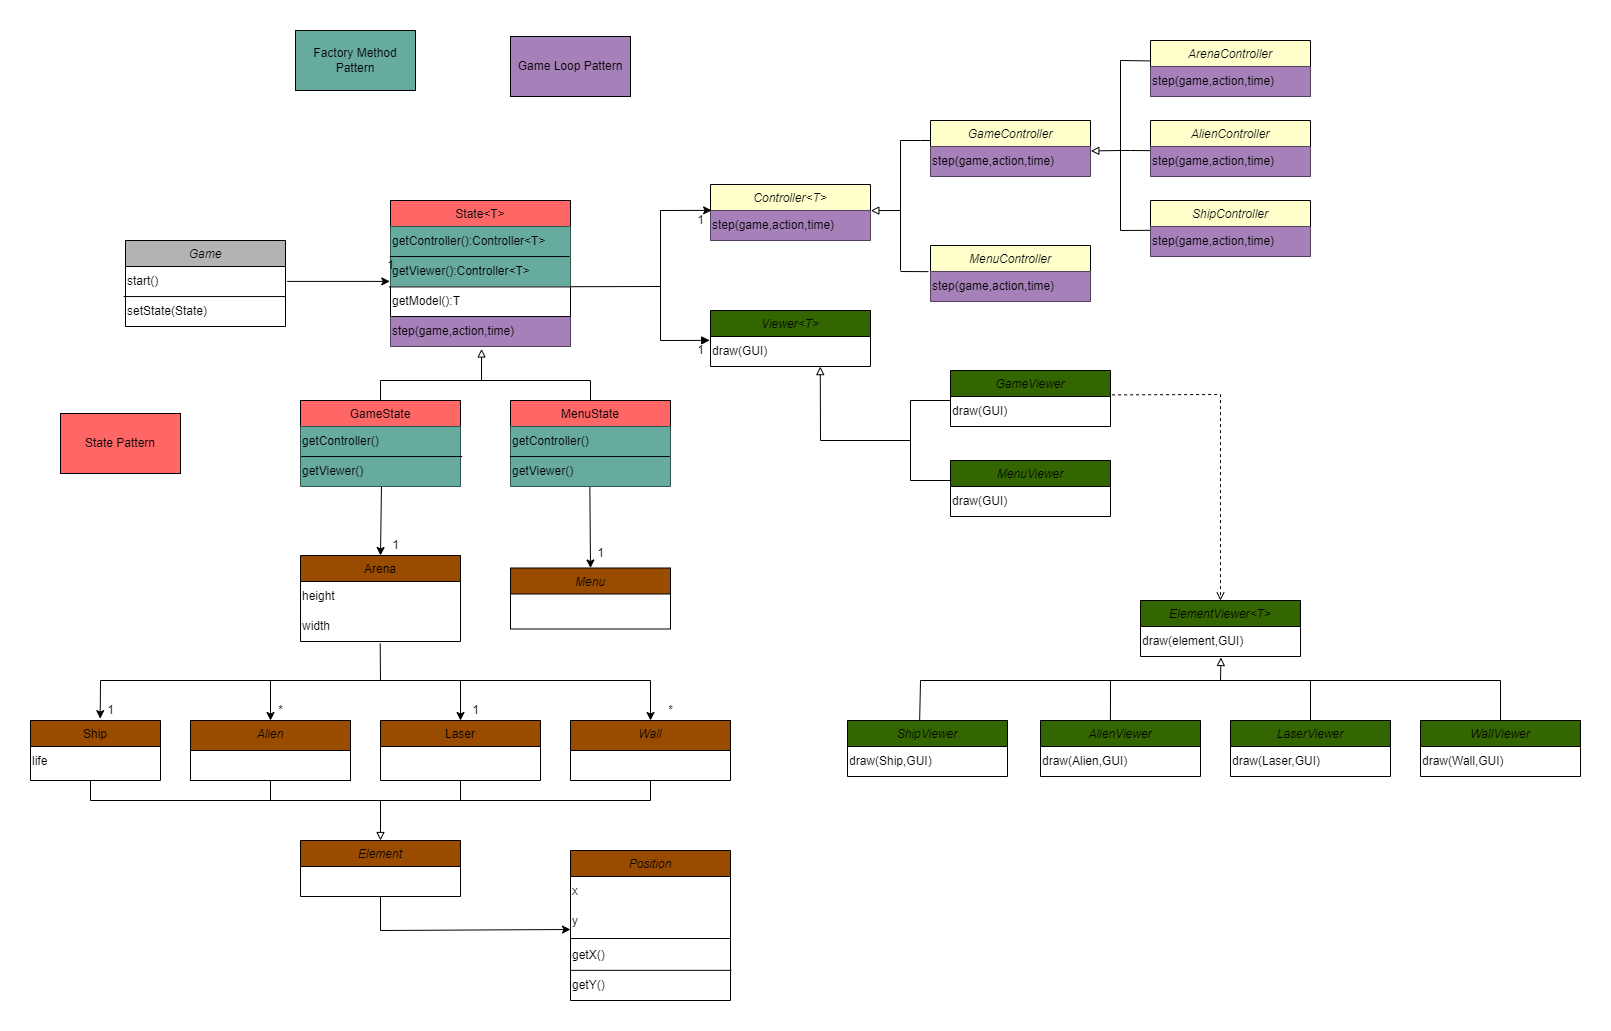 Factory Method
Pattern
Game Loop Pattern
ArenaController
step(game,action,time)
GameController
step(game,action,time)
AlienController
step(game,action,time)
State<T>
getController():Controller<T>
1
getViewer():Controller<T>
getModel():T
step(game,action,time)
Controller<T>
1
step(game,action,time)
ShipController
step(game,action,time)
Game
start()
setState(State)
MenuController
step(game,action,time)
Viewer<T>
1
draw(GUI)
GameViewer
draw(GUI)
State Pattern
GameState
getController()
getViewer()
MenuState
getController()
getViewer()
MenuViewer
draw(GUI)
1
Arena
height
width
1
Menu
ElementViewer<T>
draw(element,GUI)
1
*
1
*
Ship
life
Alien
Laser
Wall
ShipViewer
draw(Ship,GUI)
AlienViewer
draw(Alien,GUI)
LaserViewer
draw(Laser,GUI)
WallViewer
draw(Wall,GUI)
Element
Position
x
y
getX()
getY()